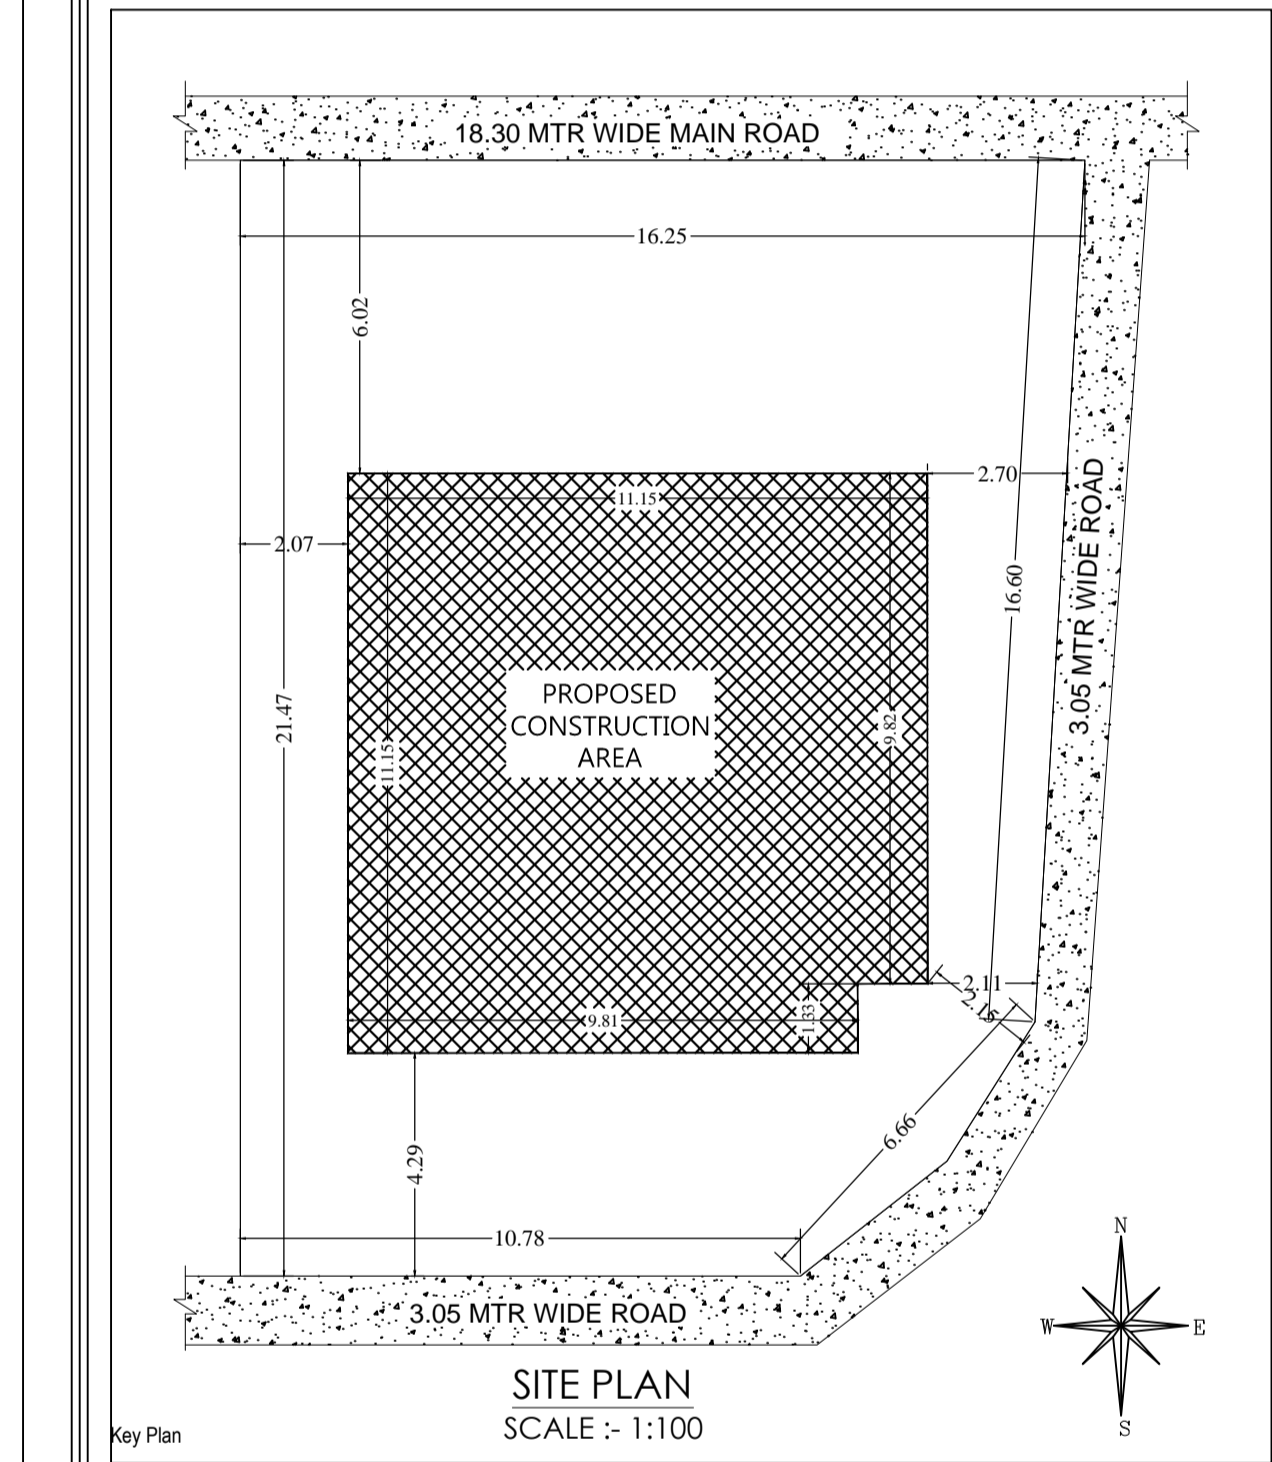 18.30 MTR WIDE MAIN ROAD
16.25
6.02
2.70
11.15
2.07
16.60
3.05 MTR WIDE ROAD
21.47
PROPOSED
CONSTRUCTION
AREA
9.82
11.15
2.11
2.15
9.81
1.33
6.66
4.29
10.78
3.05 MTR WIDE ROAD
N
W
E
S
SITE PLAN
SCALE :- 1:100
Key Plan